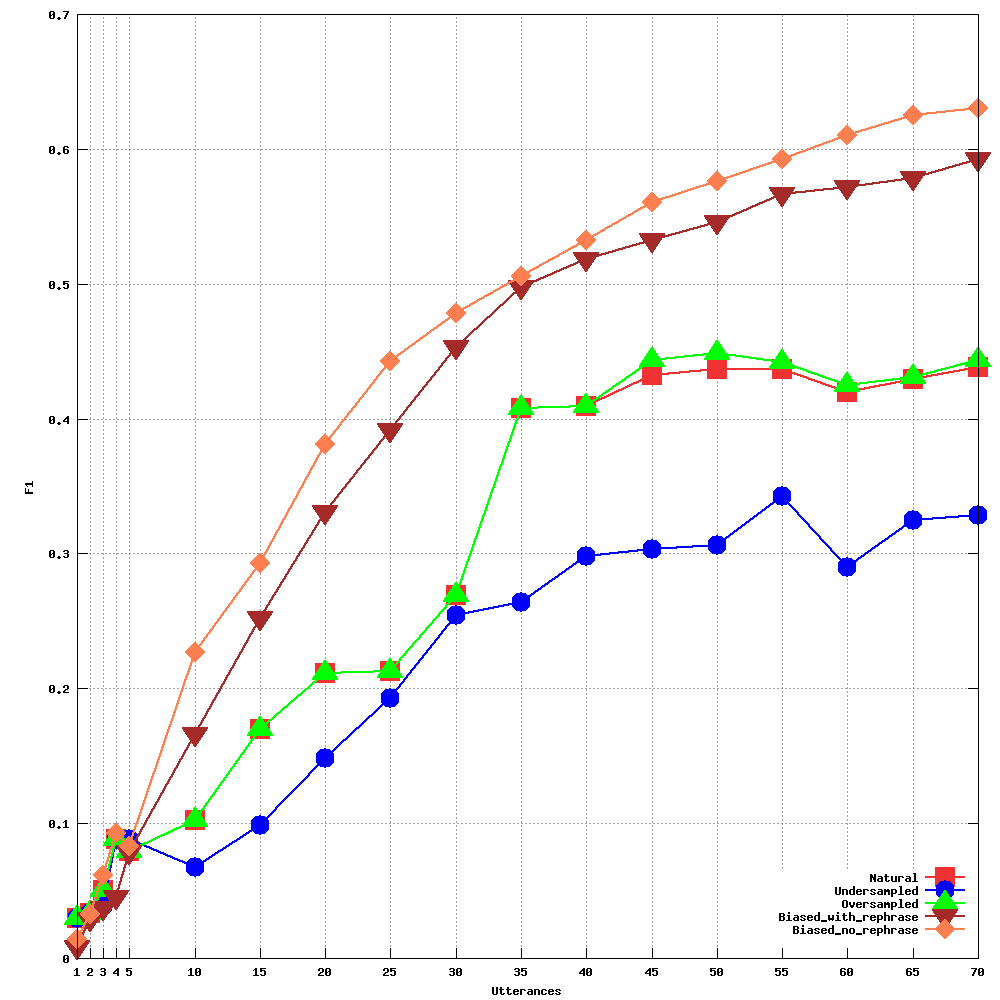 0.7
0.6
0.5
0.4
F1
0.3
0.2
0.1
Natural
Undersampled
Oversampled
Biased_with_rephrase
Biased_no_rephrase
0
1 2 3 4 5 10 15 20 25 30 35 40 45 50 55 60 65 70
Utterances